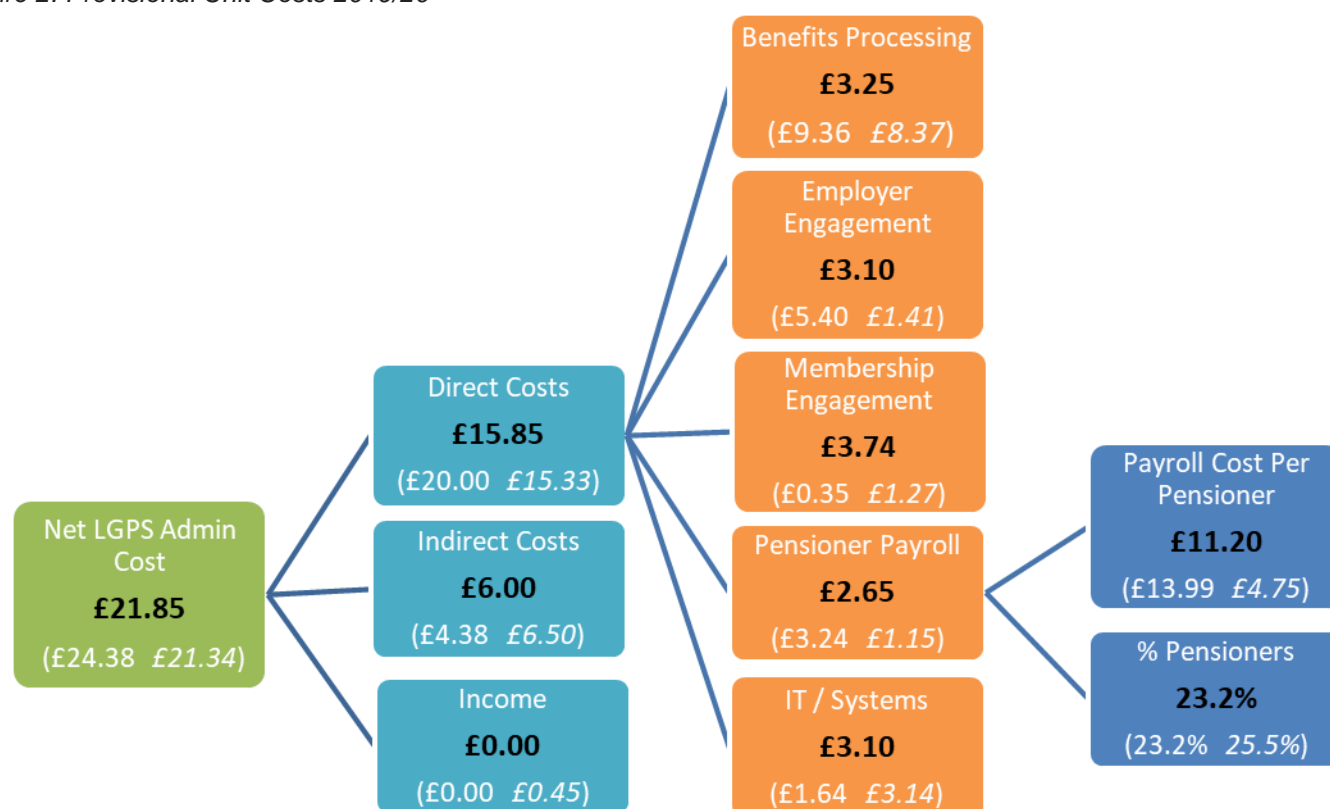 2: Provisional Unit Costs
Net LGPS Admin
Cost
£21.85
(£24.38 £21.34)
Direct Costs
£15.85
(£20.00 £15.33)
Indirect Costs
£6.00
(£4.38 £6.50)
Income
£0.00
(£0.00 £0.45)
Benefits Processing
£3.25
(£9.36 £8.37)
Employer
Engagement
£3.10
(£5.40 £1.41)
Membership
Engagement
£3.74
(£0.35 £1.27)
Pensioner Payroll
£2.65
(£3.24 £1.15)
IT / Systems
£3.10
(£1.64 £3.14)
Payroll Cost Per
Pensioner
£11.20
(£13.99 £4.75)
% Pensioners
23.2%
(23.2% 25.5%)